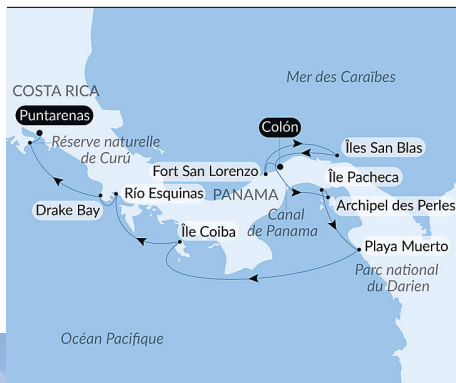 Mer des Caraïbes
COSTA RICA
Puntarenas
Colón
Réserve naturelle
de Curú
Îles San Blas
Fort San Lorenzo
Île Pacheca
Río Esquinas
PANAMA
Archipel des Perles
Drake Bay
Canal
de Panama
Île Coiba
Playa Muerto
Parc national
du Darien
Océan Pacifique